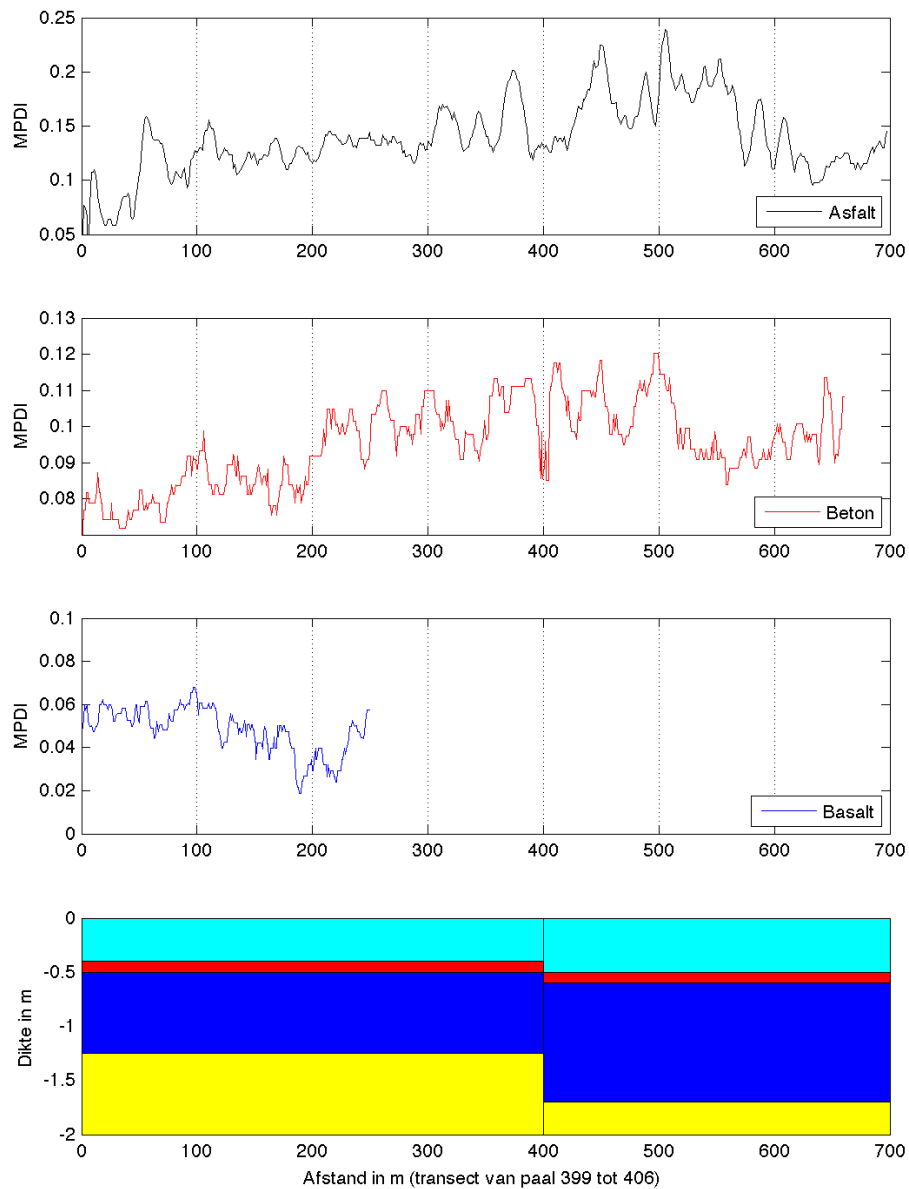 0.25
0.2
0.15
0.1
0.05
MPDI
0 100 200 300 400 500 600 700
Asfalt
0.13
0.12
0.11
0.1
0.09
0.08
MPDI
0 100 200 300 400 500 600 700
Beton
0.1
0.08
0.06
0.04
0.02
0
MPDI
0 100 200 300 400 500 600 700
Basalt
0
-0.5
-1
-1.5
-2
Dikte in m
0 100 200 300 400 500 600 700
Afstand in m (transect van paal 399 tot 406)